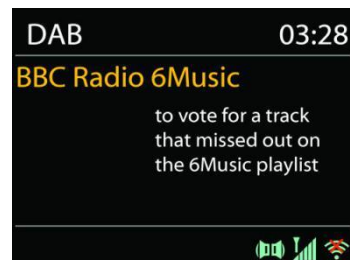 DAB 03:28
BBC Radio 6Music
to vote for a track
that missed out on
the 6Music playlist